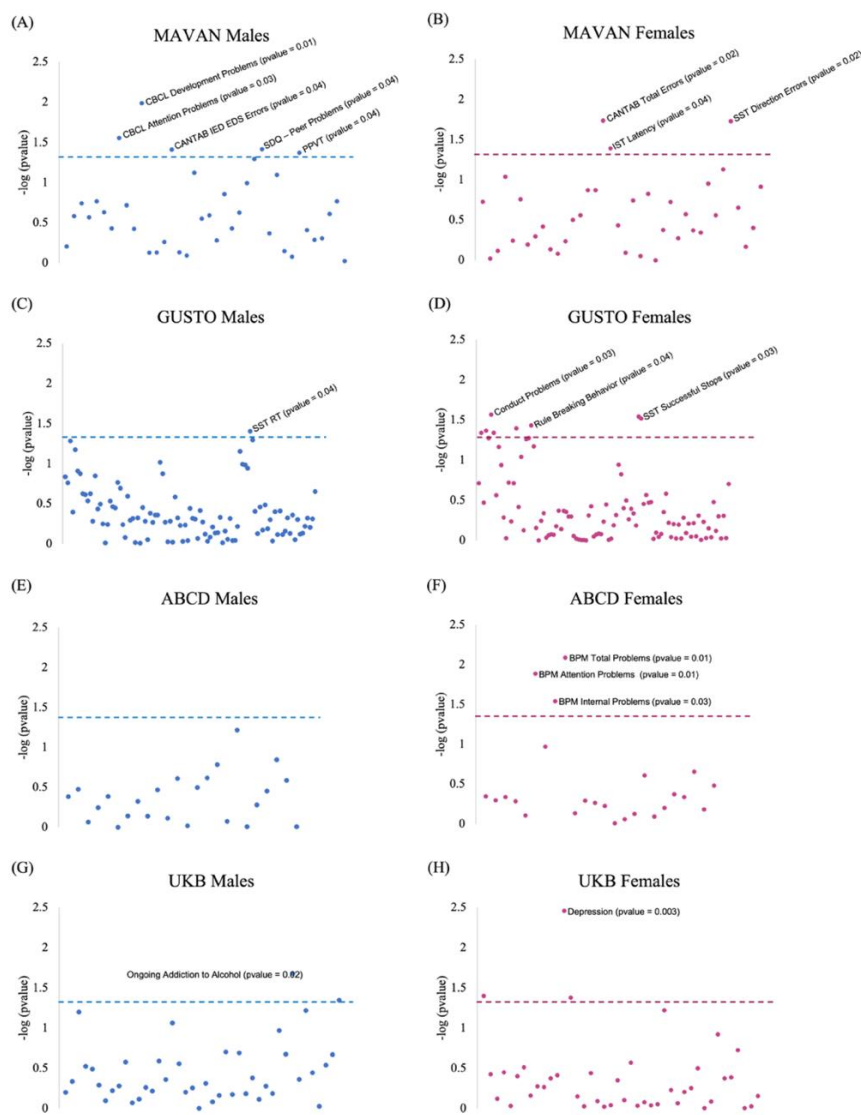 (A)
MAVAN Males
2.5
2
1.5
1
0.5
0
-log (pvalue)
CBCL Development Problems (pvalue = 0.01)
CBCL Attention Problems (pvalue = 0.03)
CANTAB IED EDS Errors (pvalue = 0.04)
SDQ – Peer Problems (pvalue = 0.04)
PPVT (pvalue = 0.04)
(B)
MAVAN Females
2.5
2
1.5
1
0.5
0
-log (pvalue)
CANTAB Total Errors (pvalue = 0.02)
IST Latency (pvalue = 0.04)
SST Direction Errors (pvalue = 0.02)
(C)
GUSTO Males
2.5
2
1.5
1
0.5
0
-log (pvalue)
SST RT (pvalue = 0.04)
(D)
GUSTO Females
2.5
2
1.5
1
0.5
0
-log (pvalue)
Conduct Problems (pvalue = 0.03)
Rule Breaking Behavior (pvalue = 0.04)
SST Successful Stops (pvalue = 0.03)
(E)
ABCD Males
2.5
2
1.5
1
0.5
0
-log (pvalue)
(F)
ABCD Females
2.5
2
1.5
1
0.5
0
-log (pvalue)
BPM Total Problems (pvalue = 0.01)
BPM Attention Problems (pvalue = 0.01)
BPM Internal Problems (pvalue = 0.03)
(G)
UKB Males
2.5
2
1.5
1
0.5
0
-log (pvalue)
Ongoing Addiction to Alcohol (pvalue = 0.02)
(H)
UKB Females
2.5
2
1.5
1
0.5
0
-log (pvalue)
Depression (pvalue = 0.003)